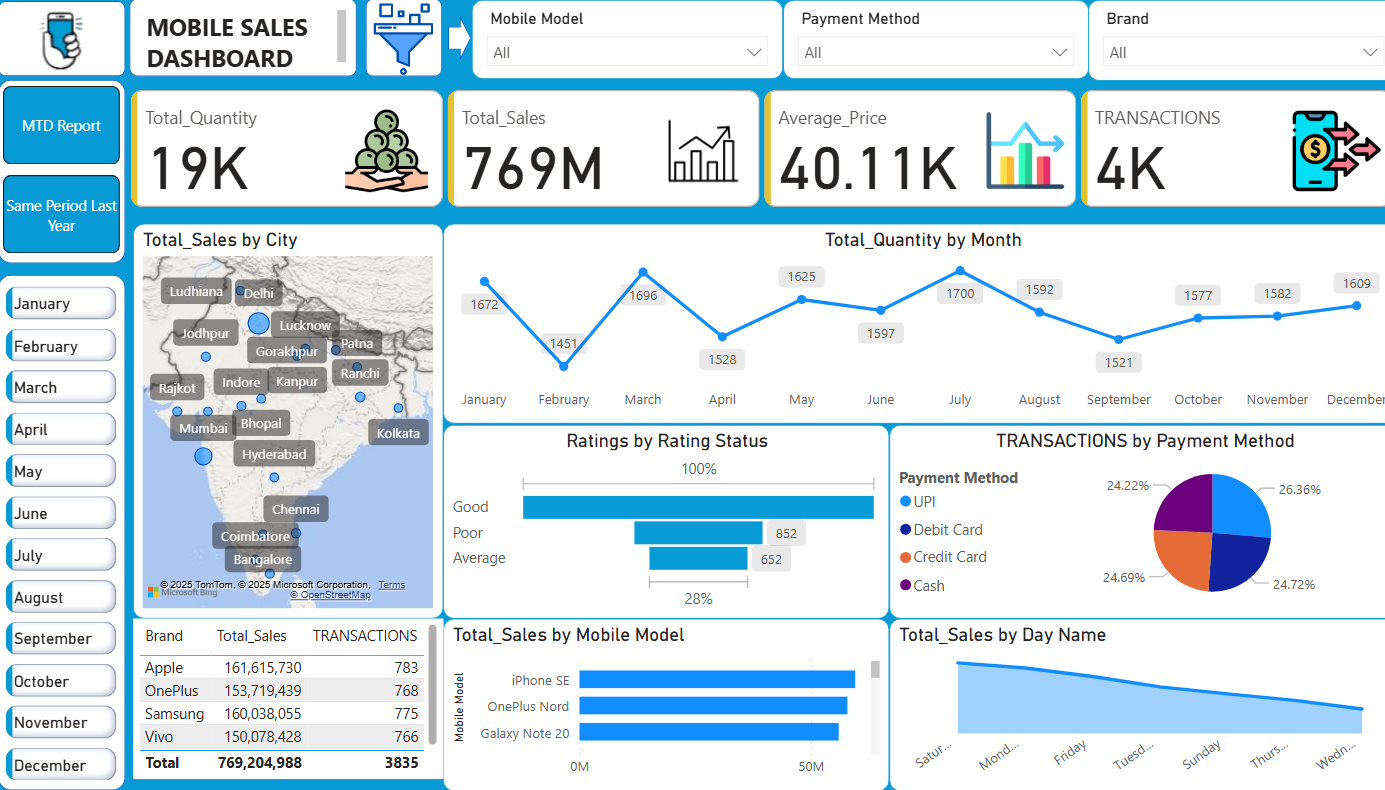 MOBILE SALES
DASHBOARD
Mobile Model
All
Payment Method
All
Brand
All
MTD Report
Same Period Last
Year
Total_Quantity
19K
Total_Sales
769M
Average_Price
40.11K
TRANSACTIONS
4K
January
February
March
April
May
June
July
August
September
October
November
December
Total_Sales by City
Ludhiana
Delhi
Jodhpur
Lucknow
Gorakhpur
Patna
Rajkot
Indore
Kanpur
Ranchi
Mumbai
Bhopal
Kolkata
Hyderabad
Chennai
Coimbatore
Bangalore
© 2025 TomTom, © 2025 Microsoft Corporation, Terms
Microsoft Bing
© OpenStreetMap
Total_Quantity by Month
1672
1451
1696
1528
1625
1597
1700
1592
1521
1577
1582
1609
January February March April May June July August September October November December
Ratings by Rating Status
100%
Good
Poor
852
Average
652
28%
TRANSACTIONS by Payment Method
Payment Method
UPI
Debit Card
Credit Card
Cash
24.22%
26.36%
24.69%
24.72%
Brand Total_Sales TRANSACTIONS
Apple 161,615,730 783
OnePlus 153,719,439 768
Samsung 160,038,055 775
Vivo 150,078,428 766
Total 769,204,988 3835
Total_Sales by Mobile Model
Mobile Model
iPhone SE
OnePlus Nord
Galaxy Note 20
0M 50M
Total_Sales by Day Name
Satur... Mond... Friday Tuesd... Sunday Thurs... Wedn...